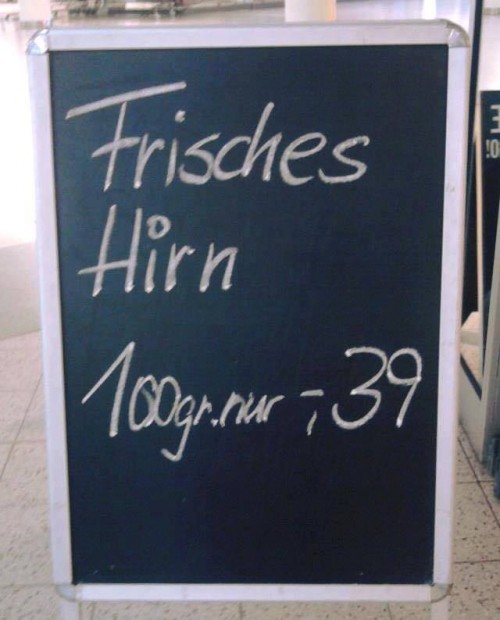 Frisches
Hirn
100gr. nur -,39